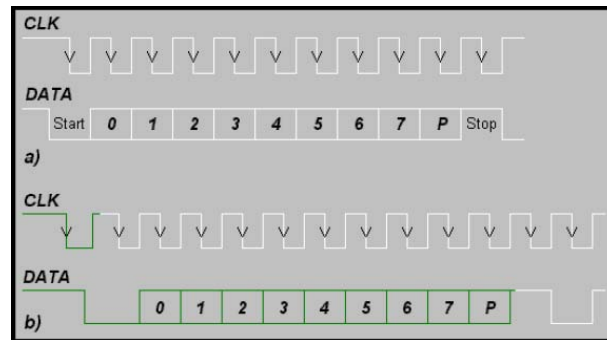 CLK
DATA
Start 0 1 2 3 4 5 6 7 P Stop
a)
CLK
DATA
0 1 2 3 4 5 6 7 P
b)